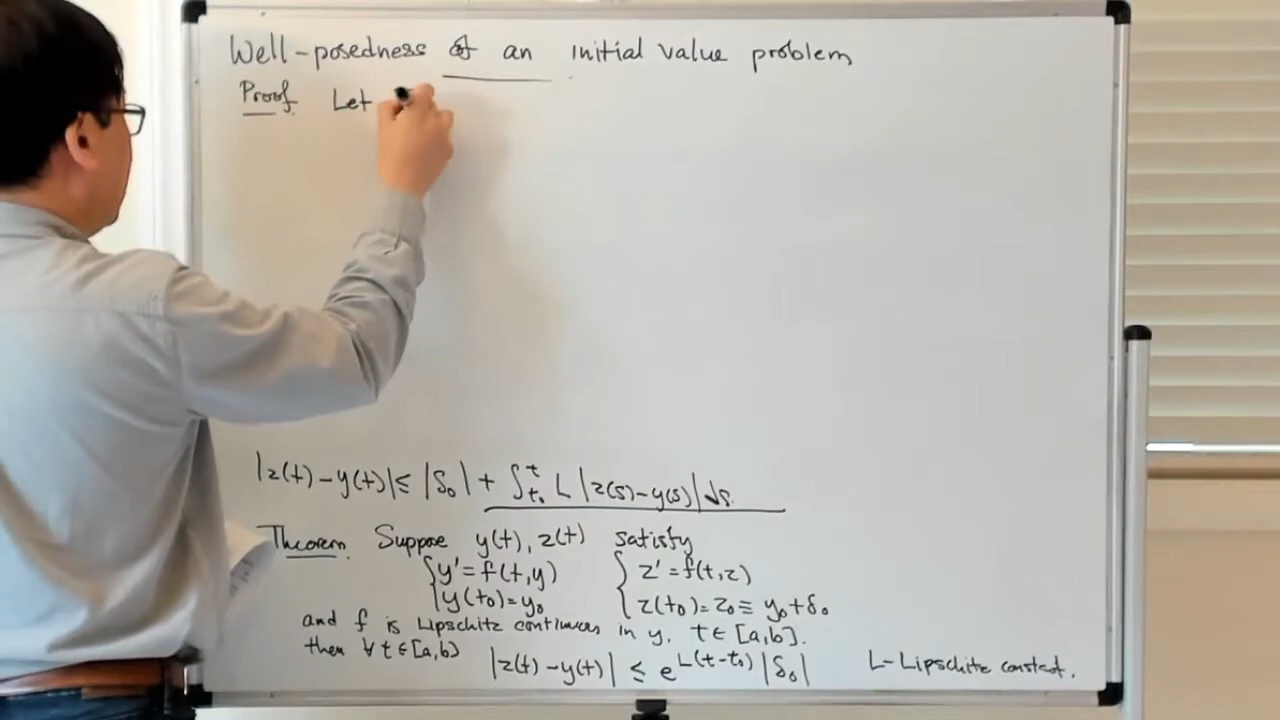 Well-posedness of an initial value problem
Proof. Let
|z(t)-y(t)| ≤ |δ₀| + ∫_{t₀}^{t} L |z(s)-y(s)| ds.
Theorem. Suppose y(t), z(t) satisfy
{ y' = f(t,y) { z' = f(t,z)
{ y(t₀) = y₀ { z(t₀) = z₀ ≡ y₀+δ₀
and f is Lipschitz continuous in y, t ∈ [a,b].
then ∀ t ∈ [a,b]
|z(t)-y(t)| ≤ e^{L(t-t₀)} |δ₀| L-Lipschitz constant.